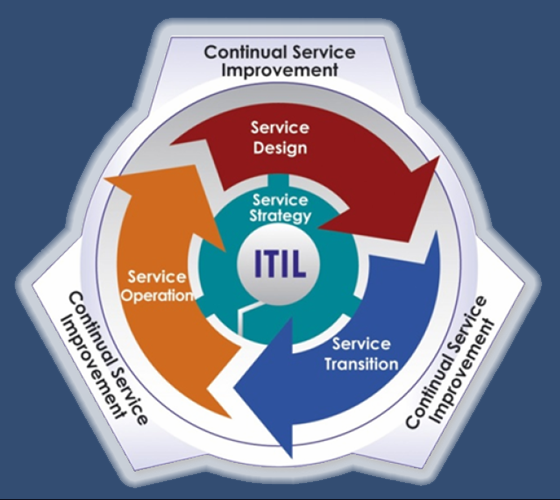 Continual Service
Improvement
Service
Design
Service
Strategy
ITIL
Service
Operation
Service
Transition
Continual Service
Improvement
Continual Service
Improvement